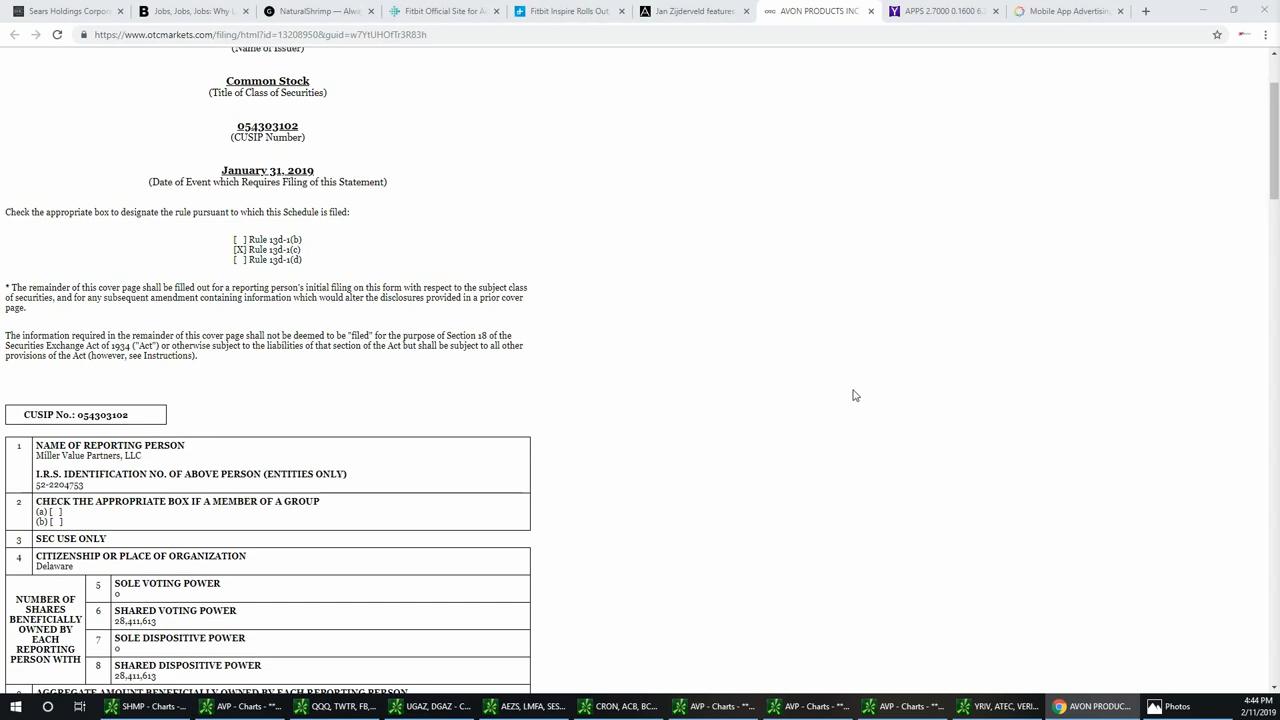 Sears Holdings Corpor
Jobs, Jobs, Jobs: Why L
NaturalShrimp — Alwa
Fitbit Official Site for A
Fitbit Inspire Rolls Out
Jan Zijderveld features
AVON PRODUCTS INC
APPS 2.7000 0.1600 6.2
Mobile App Advertising
https://www.otcmarkets.com/filing/html?id=13208950&guid=w7YtUHOfTr3R83h
(Name of Issuer)
Common Stock
(Title of Class of Securities)
054303102
(CUSIP Number)
January 31, 2019
(Date of Event which Requires Filing of this Statement)
Check the appropriate box to designate the rule pursuant to which this Schedule is filed:
[ ] Rule 13d-1(b)
[X] Rule 13d-1(c)
[ ] Rule 13d-1(d)
* The remainder of this cover page shall be filled out for a reporting person's initial filing on this form with respect to the subject class
of securities, and for any subsequent amendment containing information which would alter the disclosures provided in a prior cover
page.
The information required in the remainder of this cover page shall not be deemed to be "filed" for the purpose of Section 18 of the
Securities Exchange Act of 1934 ("Act") or otherwise subject to the liabilities of that section of the Act but shall be subject to all other
provisions of the Act (however, see Instructions).
CUSIP No.: 054303102
1 NAME OF REPORTING PERSON
Miller Value Partners, LLC
I.R.S. IDENTIFICATION NO. OF ABOVE PERSON (ENTITIES ONLY)
52-2204753
2 CHECK THE APPROPRIATE BOX IF A MEMBER OF A GROUP
(a) [ ]
(b) [ ]
3 SEC USE ONLY
4 CITIZENSHIP OR PLACE OF ORGANIZATION
Delaware
NUMBER OF
SHARES
BENEFICIALLY
OWNED BY
EACH
REPORTING
PERSON WITH
5 SOLE VOTING POWER
0
6 SHARED VOTING POWER
28,411,613
7 SOLE DISPOSITIVE POWER
0
8 SHARED DISPOSITIVE POWER
28,411,613
AGGREGATE AMOUNT BENEFICIALLY OWNED BY EACH REPORTING PERSON
SHMP - Charts - **...
AVP - Charts - **...
QQQ, TWTR, FB,...
UGAZ, DGAZ - C...
AEZS, LMFA, SES...
CRON, ACB, BC...
AVP - Charts - **...
AVP - Charts - **...
AVP - Charts - **...
YRIV, ATEC, VERI...
AVON PRODUC...
Photos
4:44 PM
2/11/2019